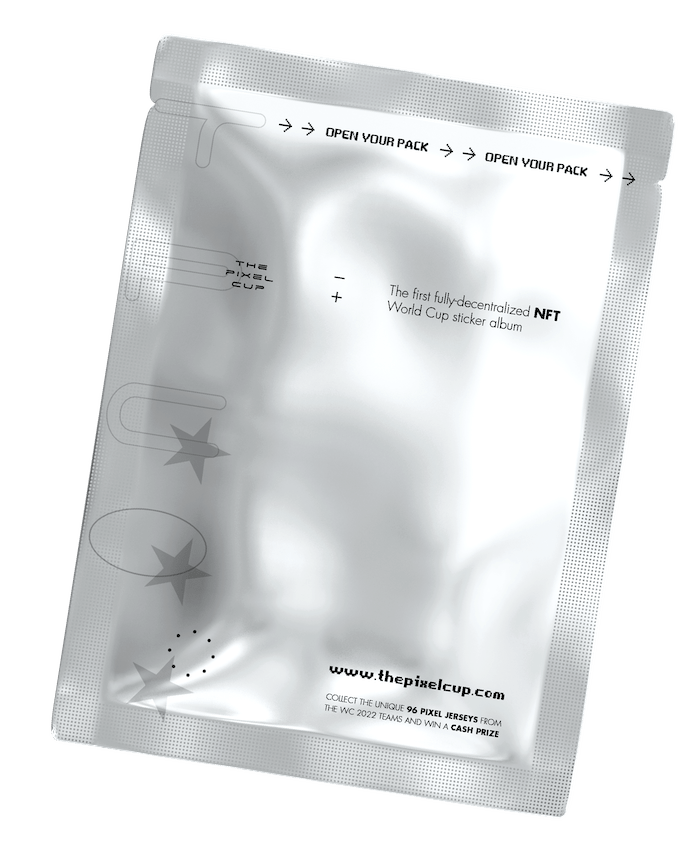 → → OPEN YOUR PACK → → OPEN YOUR PACK → →
THE
PIXEL
CUP
−
+
The first fully-decentralized NFT
World Cup sticker album
www.thepixelcup.com
COLLECT THE UNIQUE 96 PIXEL JERSEYS FROM
THE WC 2022 TEAMS AND WIN A CASH PRIZE